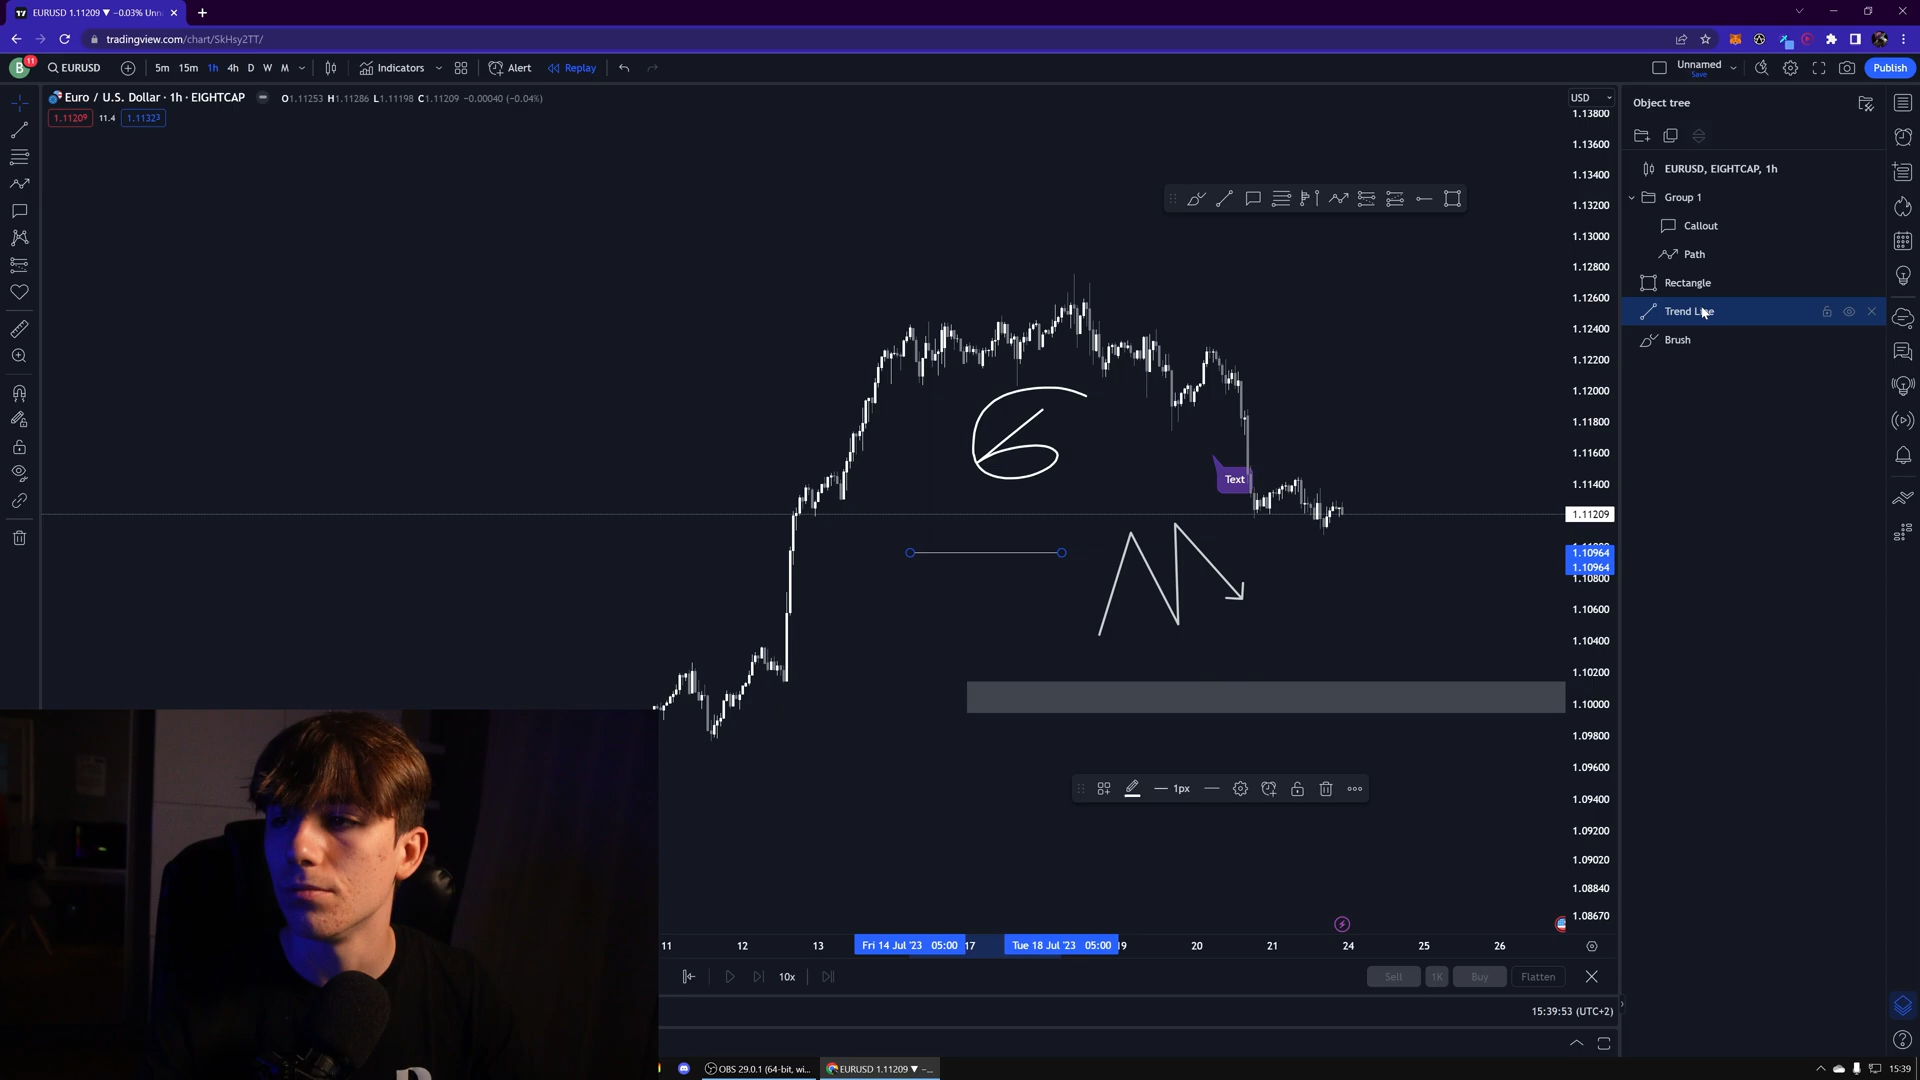 EURUSD 1.11209 ▼ −0.03% Unn
tradingview.com/chart/SkHsy2TT/
B 11 EURUSD 5m 15m 1h 4h D W M Indicators Alert Replay Unnamed Save Publish
Euro / U.S. Dollar · 1h · EIGHTCAP O1.11253 H1.11286 L1.11198 C1.11209 −0.00040 (−0.04%)
1.11209 11.4 1.11323
USD
1.13800
1.13600
1.13400
1.13200
1.13000
1.12800
1.12600
1.12400
1.12200
1.12000
1.11800
1.11600
1.11400
1.11209
1.10964
1.10964
1.10800
1.10600
1.10400
1.10200
1.10000
1.09800
1.09600
1.09400
1.09200
1.09020
1.08840
1.08670
Object tree
EURUSD, EIGHTCAP, 1h
Group 1
Callout
Path
Rectangle
Trend Line
Brush
6
Text
1px
11 12 13 Fri 14 Jul '23 05:00 17 Tue 18 Jul '23 05:00 19 20 21 24 25 26
10x Sell 1K Buy Flatten
15:39:53 (UTC+2)
OBS 29.0.1 (64-bit, wi...
EURUSD 1.11209 ▼ −...
15:39